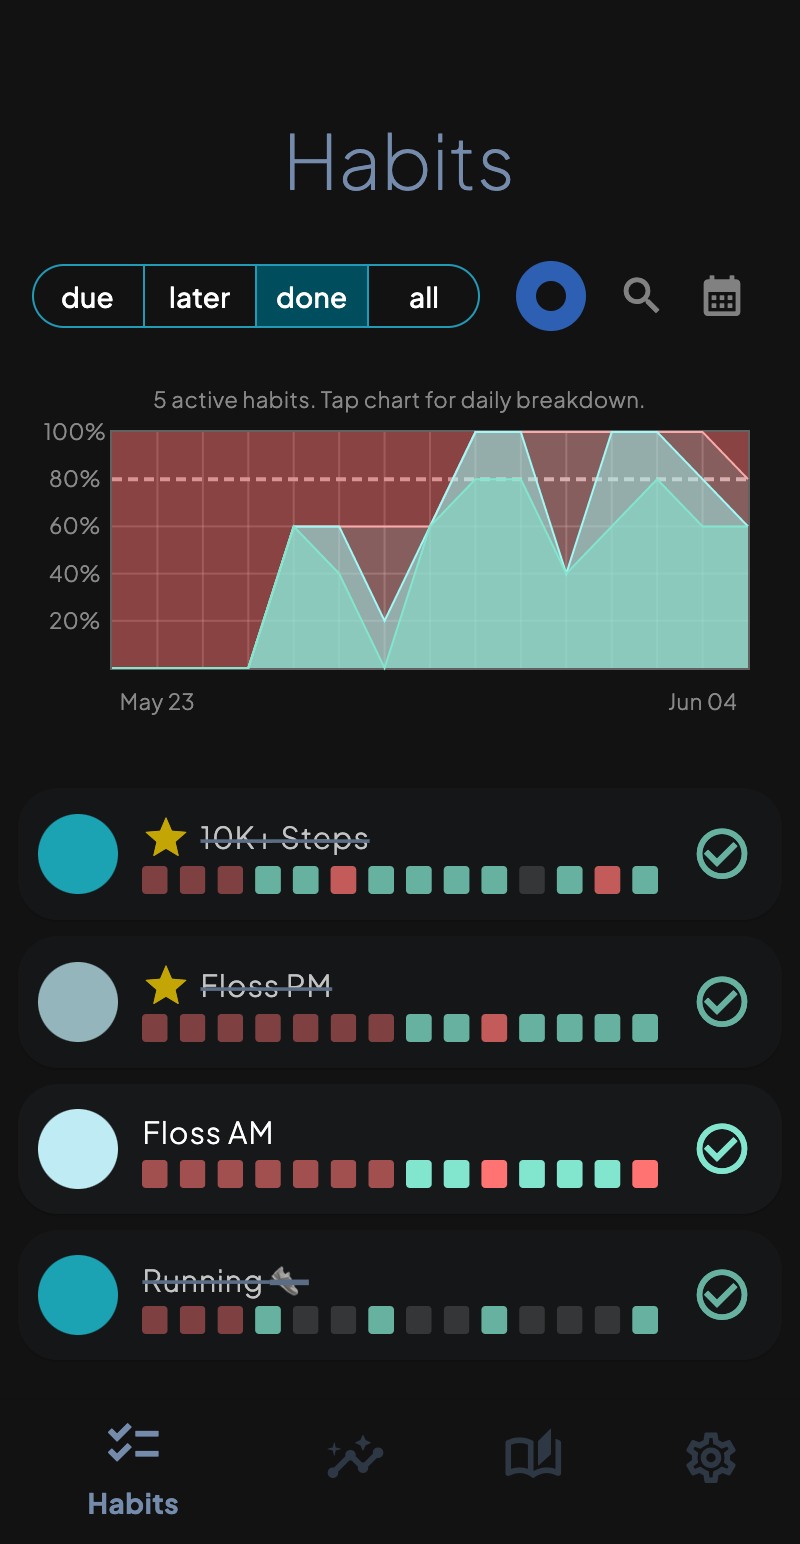 Habits
due later done all
5 active habits. Tap chart for daily breakdown.
100%
80%
60%
40%
20%
May 23 Jun 04
10K+ Steps
Floss PM
Floss AM
Running
Habits